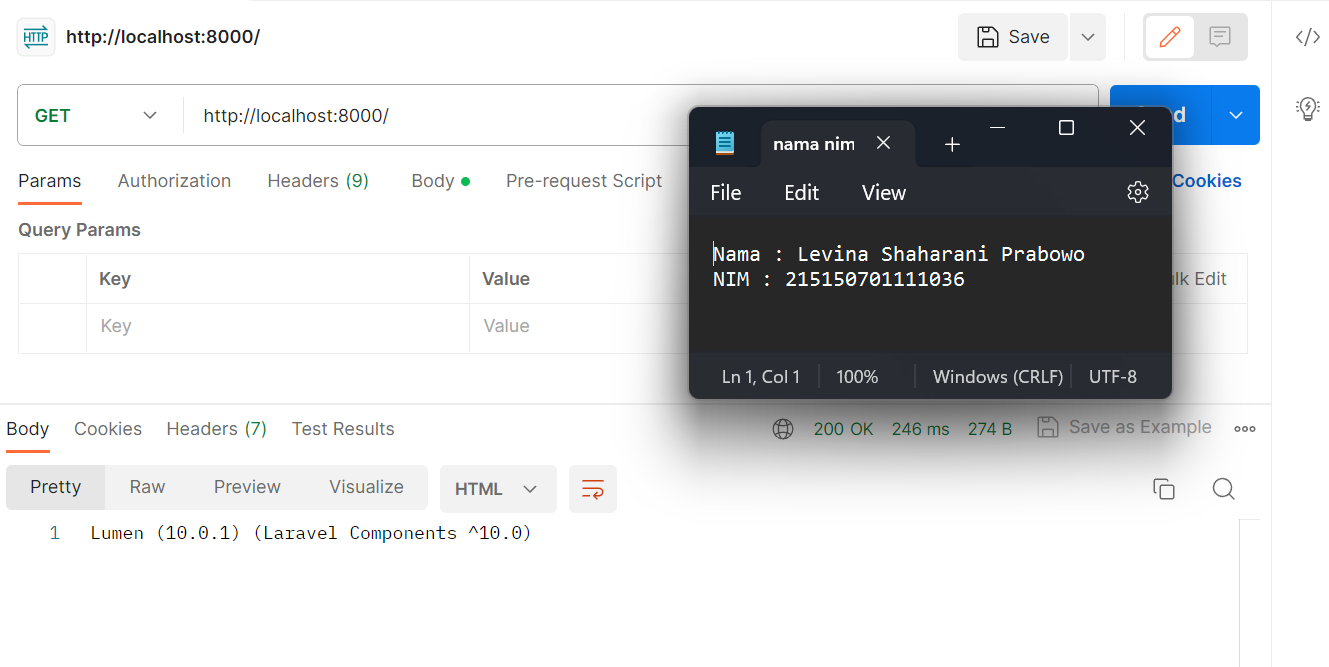 HTTP http://localhost:8000/
Save
GET http://localhost:8000/
Params Authorization Headers (9) Body Pre-request Script
Cookies
Query Params
Key Value
Key Value
Edit
nama nim
File Edit View
Nama : Levina Shaharani Prabowo
NIM : 215150701111036
Ln 1, Col 1 100% Windows (CRLF) UTF-8
Body Cookies Headers (7) Test Results
200 OK 246 ms 274 B Save as Example
Pretty Raw Preview Visualize HTML
1 Lumen (10.0.1) (Laravel Components ^10.0)